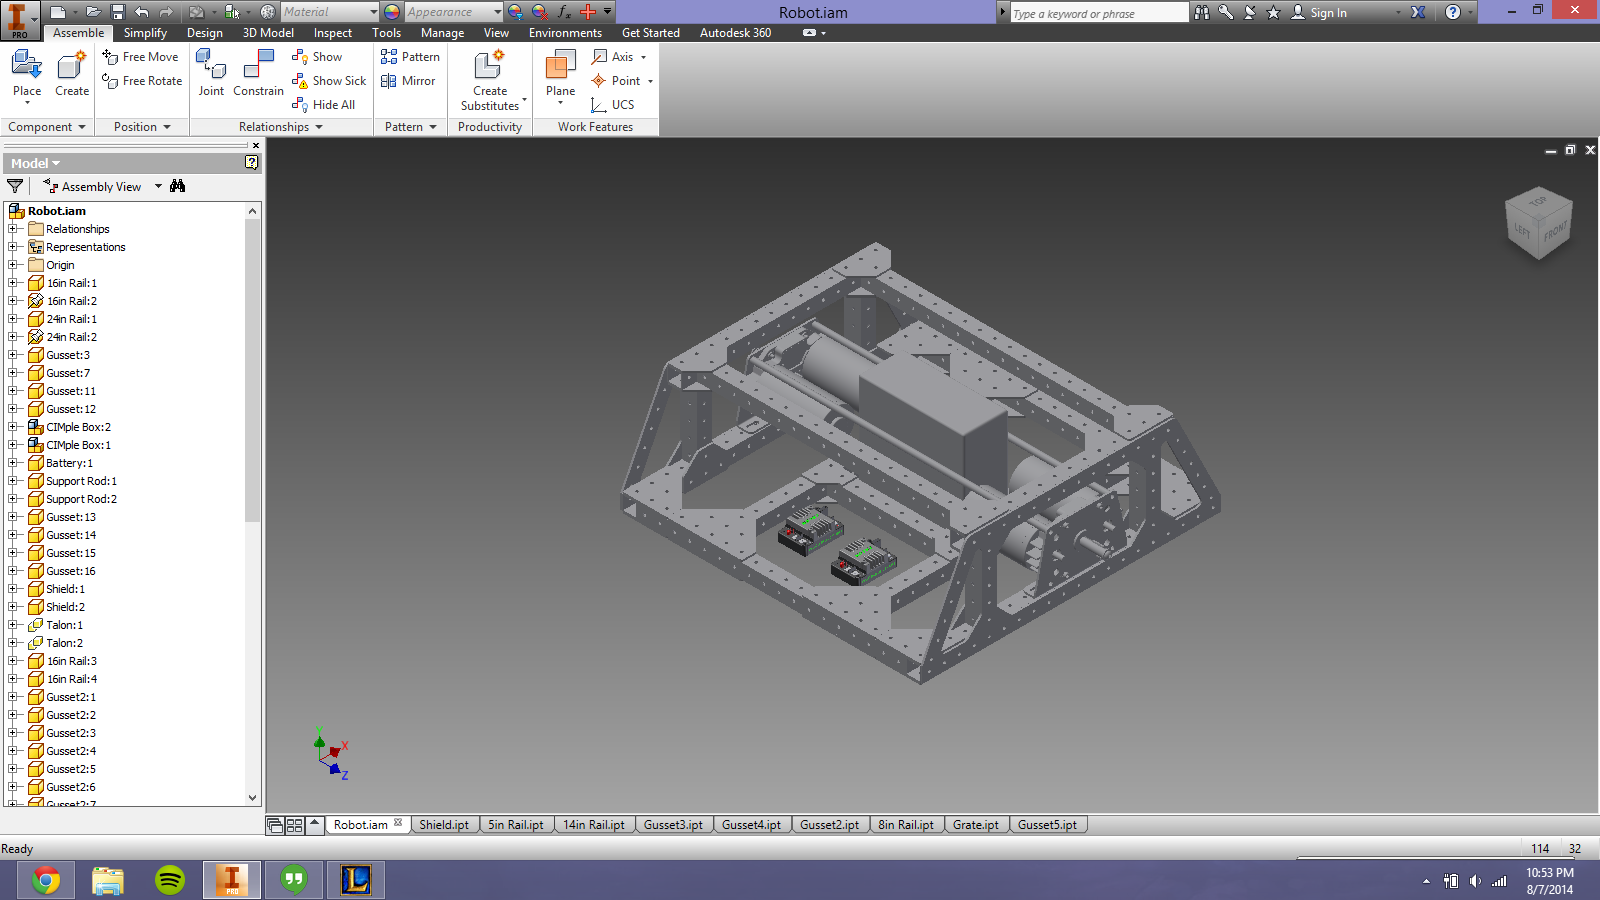 PRO
Material
Appearance
fx
Robot.iam
Type a keyword or phrase
Sign In
Assemble Simplify Design 3D Model Inspect Tools Manage View Environments Get Started Autodesk 360
Place
Create
Free Move
Free Rotate
Joint
Constrain
Show
Show Sick
Hide All
Pattern
Mirror
Create
Substitutes
Plane
Axis
Point
UCS
Component
Position
Relationships
Pattern
Productivity
Work Features
Model
Assembly View
Robot.iam
Relationships
Representations
Origin
16in Rail:1
16in Rail:2
24in Rail:1
24in Rail:2
Gusset:3
Gusset:7
Gusset:11
Gusset:12
CIMple Box:2
CIMple Box:1
Battery:1
Support Rod:1
Support Rod:2
Gusset:13
Gusset:14
Gusset:15
Gusset:16
Shield:1
Shield:2
Talon:1
Talon:2
16in Rail:3
16in Rail:4
Gusset2:1
Gusset2:2
Gusset2:3
Gusset2:4
Gusset2:5
Gusset2:6
Gusset2:7
TOP
LEFT
FRONT
X
Z
Robot.iam Shield.ipt 5in Rail.ipt 14in Rail.ipt Gusset3.ipt Gusset4.ipt Gusset2.ipt 8in Rail.ipt Grate.ipt Gusset5.ipt
Ready
114 32
PRO
L
10:53 PM
8/7/2014